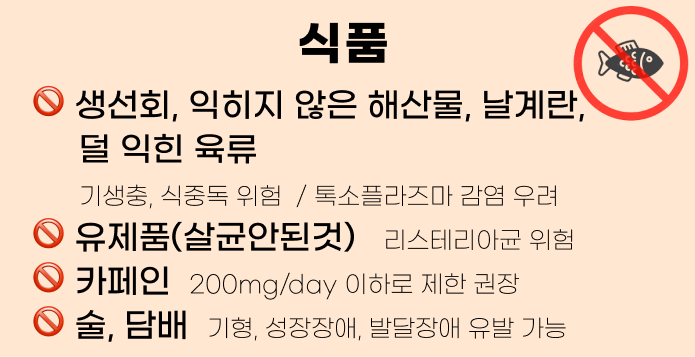 식품
생선회, 익히지 않은 해산물, 날계란,
덜 익힌 육류
기생충, 식중독 위험 / 톡소플라즈마 감염 우려
유제품(살균안된것) 리스테리아균 위험
카페인 200mg/day 이하로 제한 권장
술, 담배 기형, 성장장애, 발달장애 유발 가능